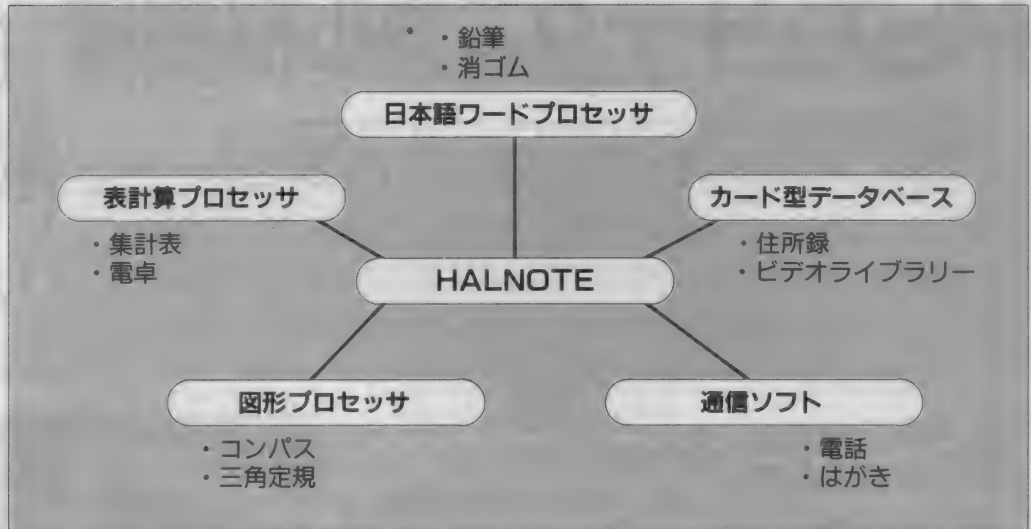 ・鉛筆
・消ゴム
日本語ワードプロセッサ
表計算プロセッサ
・集計表
・電卓
カード型データベース
・住所録
・ビデオライブラリー
HALNOTE
図形プロセッサ
・コンパス
・三角定規
通信ソフト
・電話
・はがき